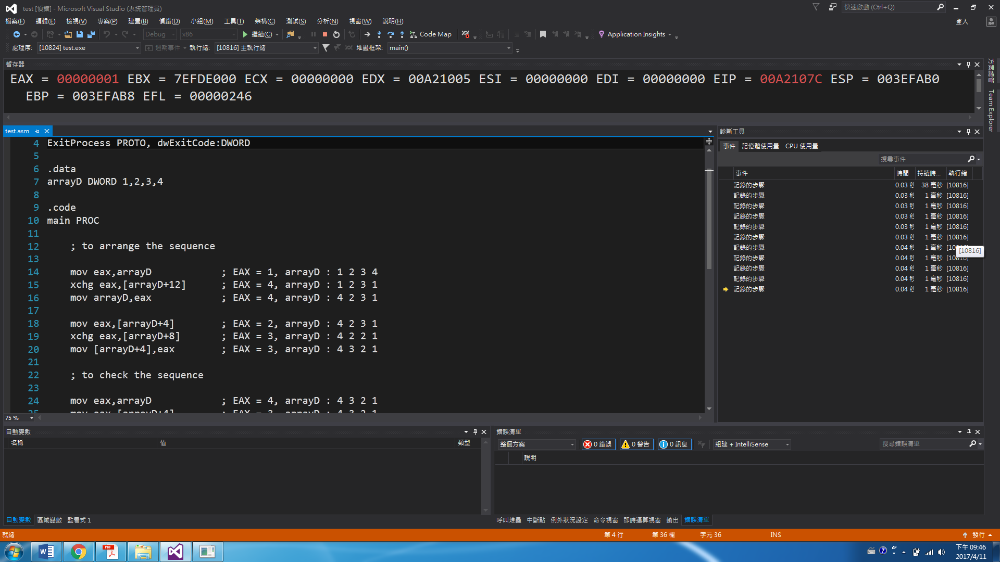 test [偵錯] - Microsoft Visual Studio (系統管理員)
快速啟動 (Ctrl+Q)
檔案(F) 編輯(E) 檢視(V) 專案(P) 建置(B) 偵錯(D) 小組(M) 工具(T) 架構(C) 測試(S) 分析(N) 視窗(W) 說明(H)
登入
Debug x86 繼續(C) Code Map Application Insights
處理序: [10824] test.exe 週期事件 執行緒: [10816] 主執行緒 堆疊框架: main()
暫存器
EAX = 00000001 EBX = 7EFDE000 ECX = 00000000 EDX = 00A21005 ESI = 00000000 EDI = 00000000 EIP = 00A2107C ESP = 003EFAB0
EBP = 003EFAB8 EFL = 00000246
方案總管
Team Explorer
test.asm
4 ExitProcess PROTO, dwExitCode:DWORD
5
6 .data
7 arrayD DWORD 1,2,3,4
8
9 .code
10 main PROC
11
12 ; to arrange the sequence
13
14 mov eax,arrayD ; EAX = 1, arrayD : 1 2 3 4
15 xchg eax,[arrayD+12] ; EAX = 4, arrayD : 1 2 3 1
16 mov arrayD,eax ; EAX = 4, arrayD : 4 2 3 1
17
18 mov eax,[arrayD+4] ; EAX = 2, arrayD : 4 2 3 1
19 xchg eax,[arrayD+8] ; EAX = 3, arrayD : 4 2 2 1
20 mov [arrayD+4],eax ; EAX = 3, arrayD : 4 3 2 1
21
22 ; to check the sequence
23
24 mov eax,arrayD ; EAX = 4, arrayD : 4 3 2 1
25 mov eax,[arrayD+4] ; EAX = 3, arrayD : 4 3 2 1
75 %
診斷工具
事件 記憶體使用量 CPU 使用量
搜尋事件
事件 時間 持續時... 執行緒
記錄的步驟 0.03 秒 38 毫秒 [10816]
記錄的步驟 0.03 秒 1 毫秒 [10816]
記錄的步驟 0.03 秒 1 毫秒 [10816]
記錄的步驟 0.03 秒 1 毫秒 [10816]
記錄的步驟 0.03 秒 1 毫秒 [10816]
記錄的步驟 0.03 秒 1 毫秒 [10816]
記錄的步驟 0.04 秒 1 毫秒 [10816]
[10816]
記錄的步驟 0.04 秒 1 毫秒 [10816]
記錄的步驟 0.04 秒 1 毫秒 [10816]
記錄的步驟 0.04 秒 1 毫秒 [10816]
記錄的步驟 0.04 秒 1 毫秒 [10816]
自動變數
名稱 值 類型
自動變數 區域變數 監看式 1
錯誤清單
整個方案 0 錯誤 0 警告 0 訊息 組建 + IntelliSense 搜尋錯誤清單
說明
呼叫堆疊 中斷點 例外狀況設定 命令視窗 即時運算視窗 輸出 錯誤清單
就緒 第 4 行 第 36 欄 字元 36 INS 發行
下午 09:46
2017/4/11